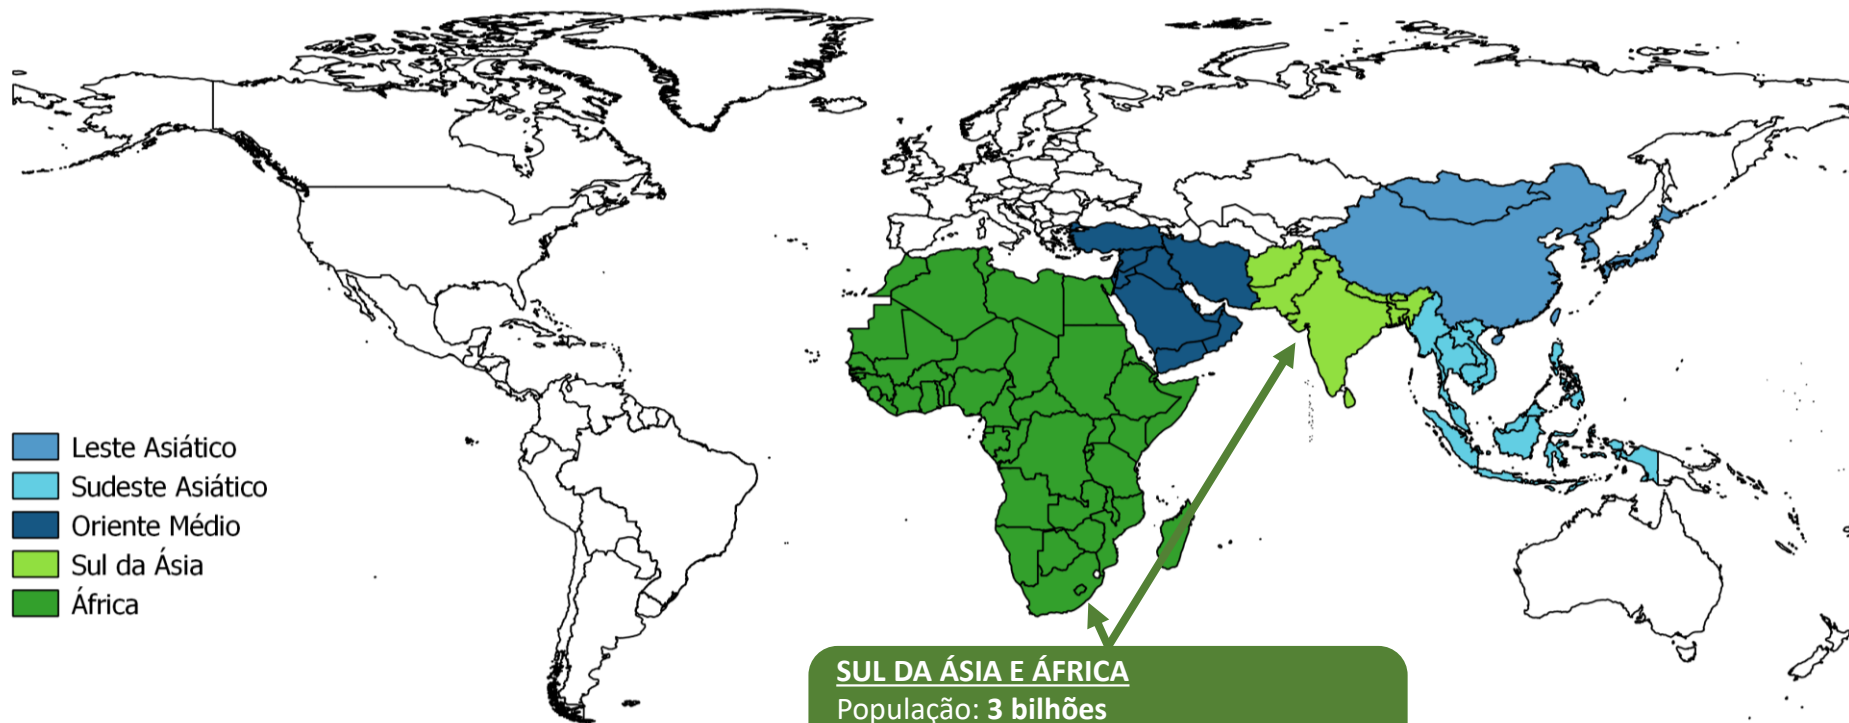 Leste Asiático
Sudeste Asiático
Oriente Médio
Sul da Ásia
África
SUL DA ÁSIA E ÁFRICA
População: 3 bilhões